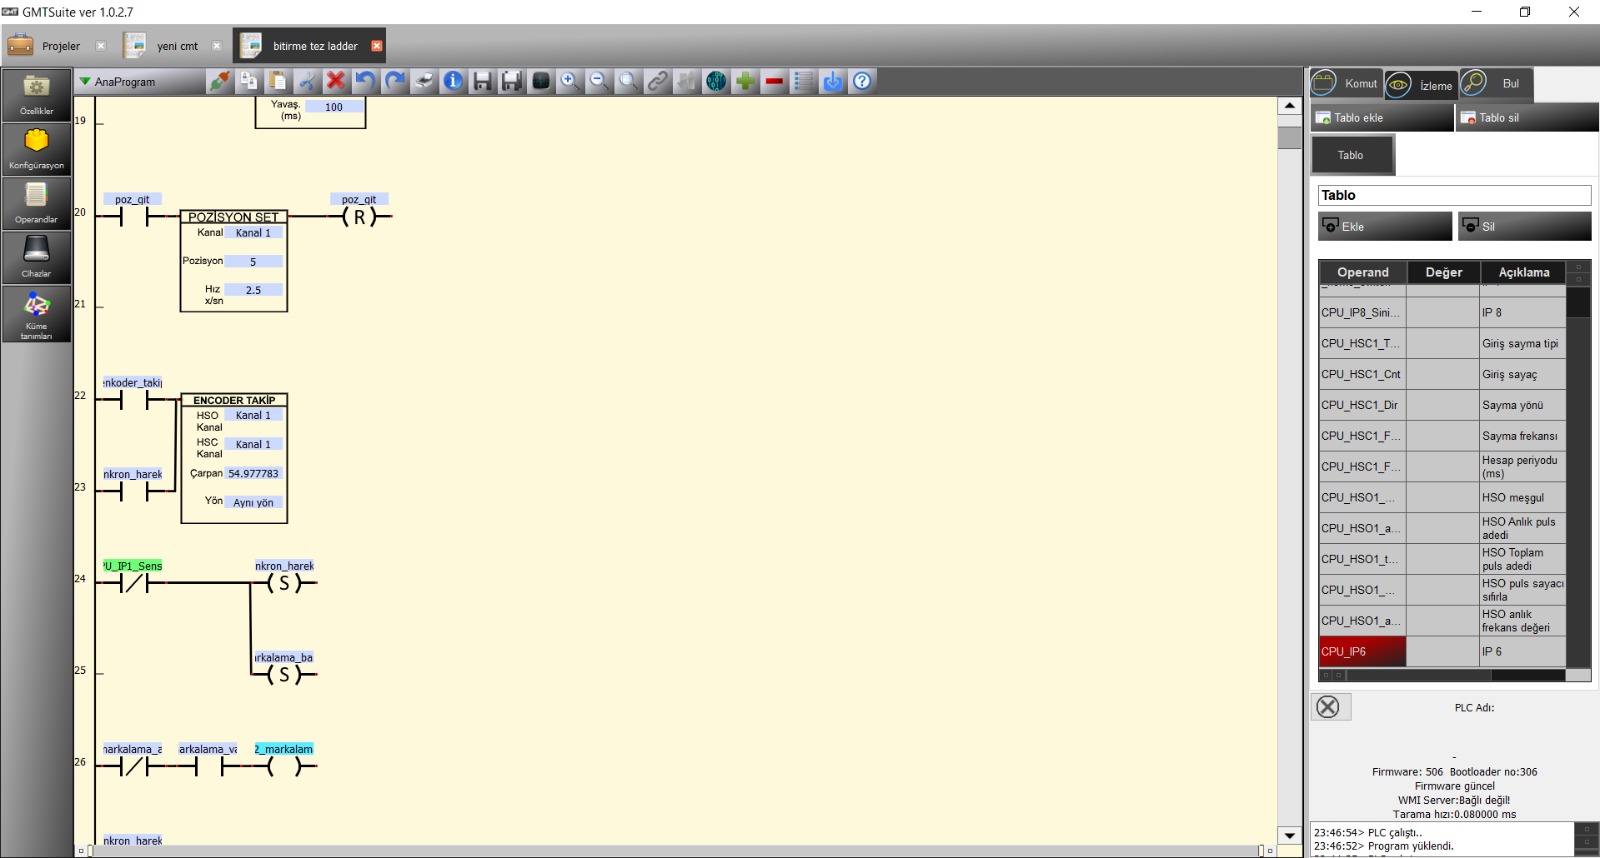 GMT GMTSuite ver 1.0.2.7
Projeler
yeni cmt
bitirme tez ladder
Özellikler
Konfigürasyon
Operandlar
Cihazlar
Küme
tanımları
AnaProgram
19
Yavaş.
(ms)
100
poz_git
poz_git
20
POZİSYON SET
R
Kanal
Kanal 1
Pozisyon
5
Hız
x/sn
2.5
21
enkoder_taki
22
ENCODER TAKİP
HSO
Kanal
Kanal 1
HSC
Kanal
Kanal 1
nkron_harek
Çarpan
54.977783
23
Yön
Aynı yön
PU_IP1_Sens
nkron_harek
24
S
arkalama_ba
25
S
narkalama_a
arkalama_va
2_markalam
26
nkron_harek
Komut
İzleme
Bul
Tablo ekle
Tablo sil
Tablo
Tablo
Ekle
Sil
Operand
Değer
Açıklama
CPU_IP8_Sini...
IP 8
CPU_HSC1_T...
Giriş sayma tipi
CPU_HSC1_Cnt
Giriş sayaç
CPU_HSC1_Dir
Sayma yönü
CPU_HSC1_F...
Sayma frekansı
CPU_HSC1_F...
Hesap periyodu
(ms)
CPU_HSO1_...
HSO meşgul
CPU_HSO1_a...
HSO Anlık puls
adedi
CPU_HSO1_t...
HSO Toplam
puls adedi
CPU_HSO1_...
HSO puls sayacı
sıfırla
CPU_HSO1_a...
HSO anlık
frekans değeri
CPU_IP6
IP 6
PLC Adı:
-
Firmware: 506 Bootloader no:306
Firmware güncel
WMI Server:Bağlı değil!
Tarama hızı:0.080000 ms
23:46:54> PLC çalıştı..
23:46:52> Program yüklendi.